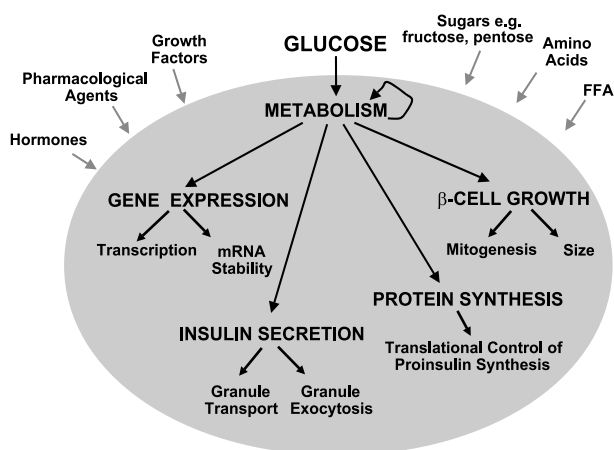 GLUCOSE
Sugars e.g.
fructose, pentose
Growth
Factors
Amino
Acids
Pharmacological
Agents
FFA
Hormones
METABOLISM
GENE EXPRESSION
Transcription
mRNA
Stability
β-CELL GROWTH
Mitogenesis
Size
INSULIN SECRETION
Granule
Transport
Granule
Exocytosis
PROTEIN SYNTHESIS
Translational Control of
Proinsulin Synthesis